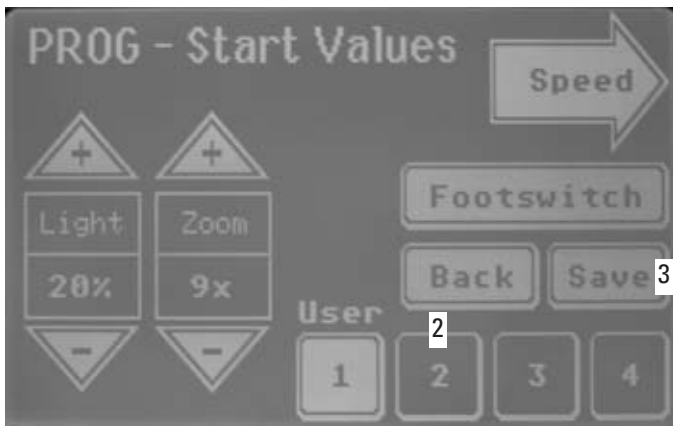 PROG - Start Values
Speed
+ +
Footswitch
Light Zoom
20% 9x
Back Save 3
User
2
- -
1 2 3 4